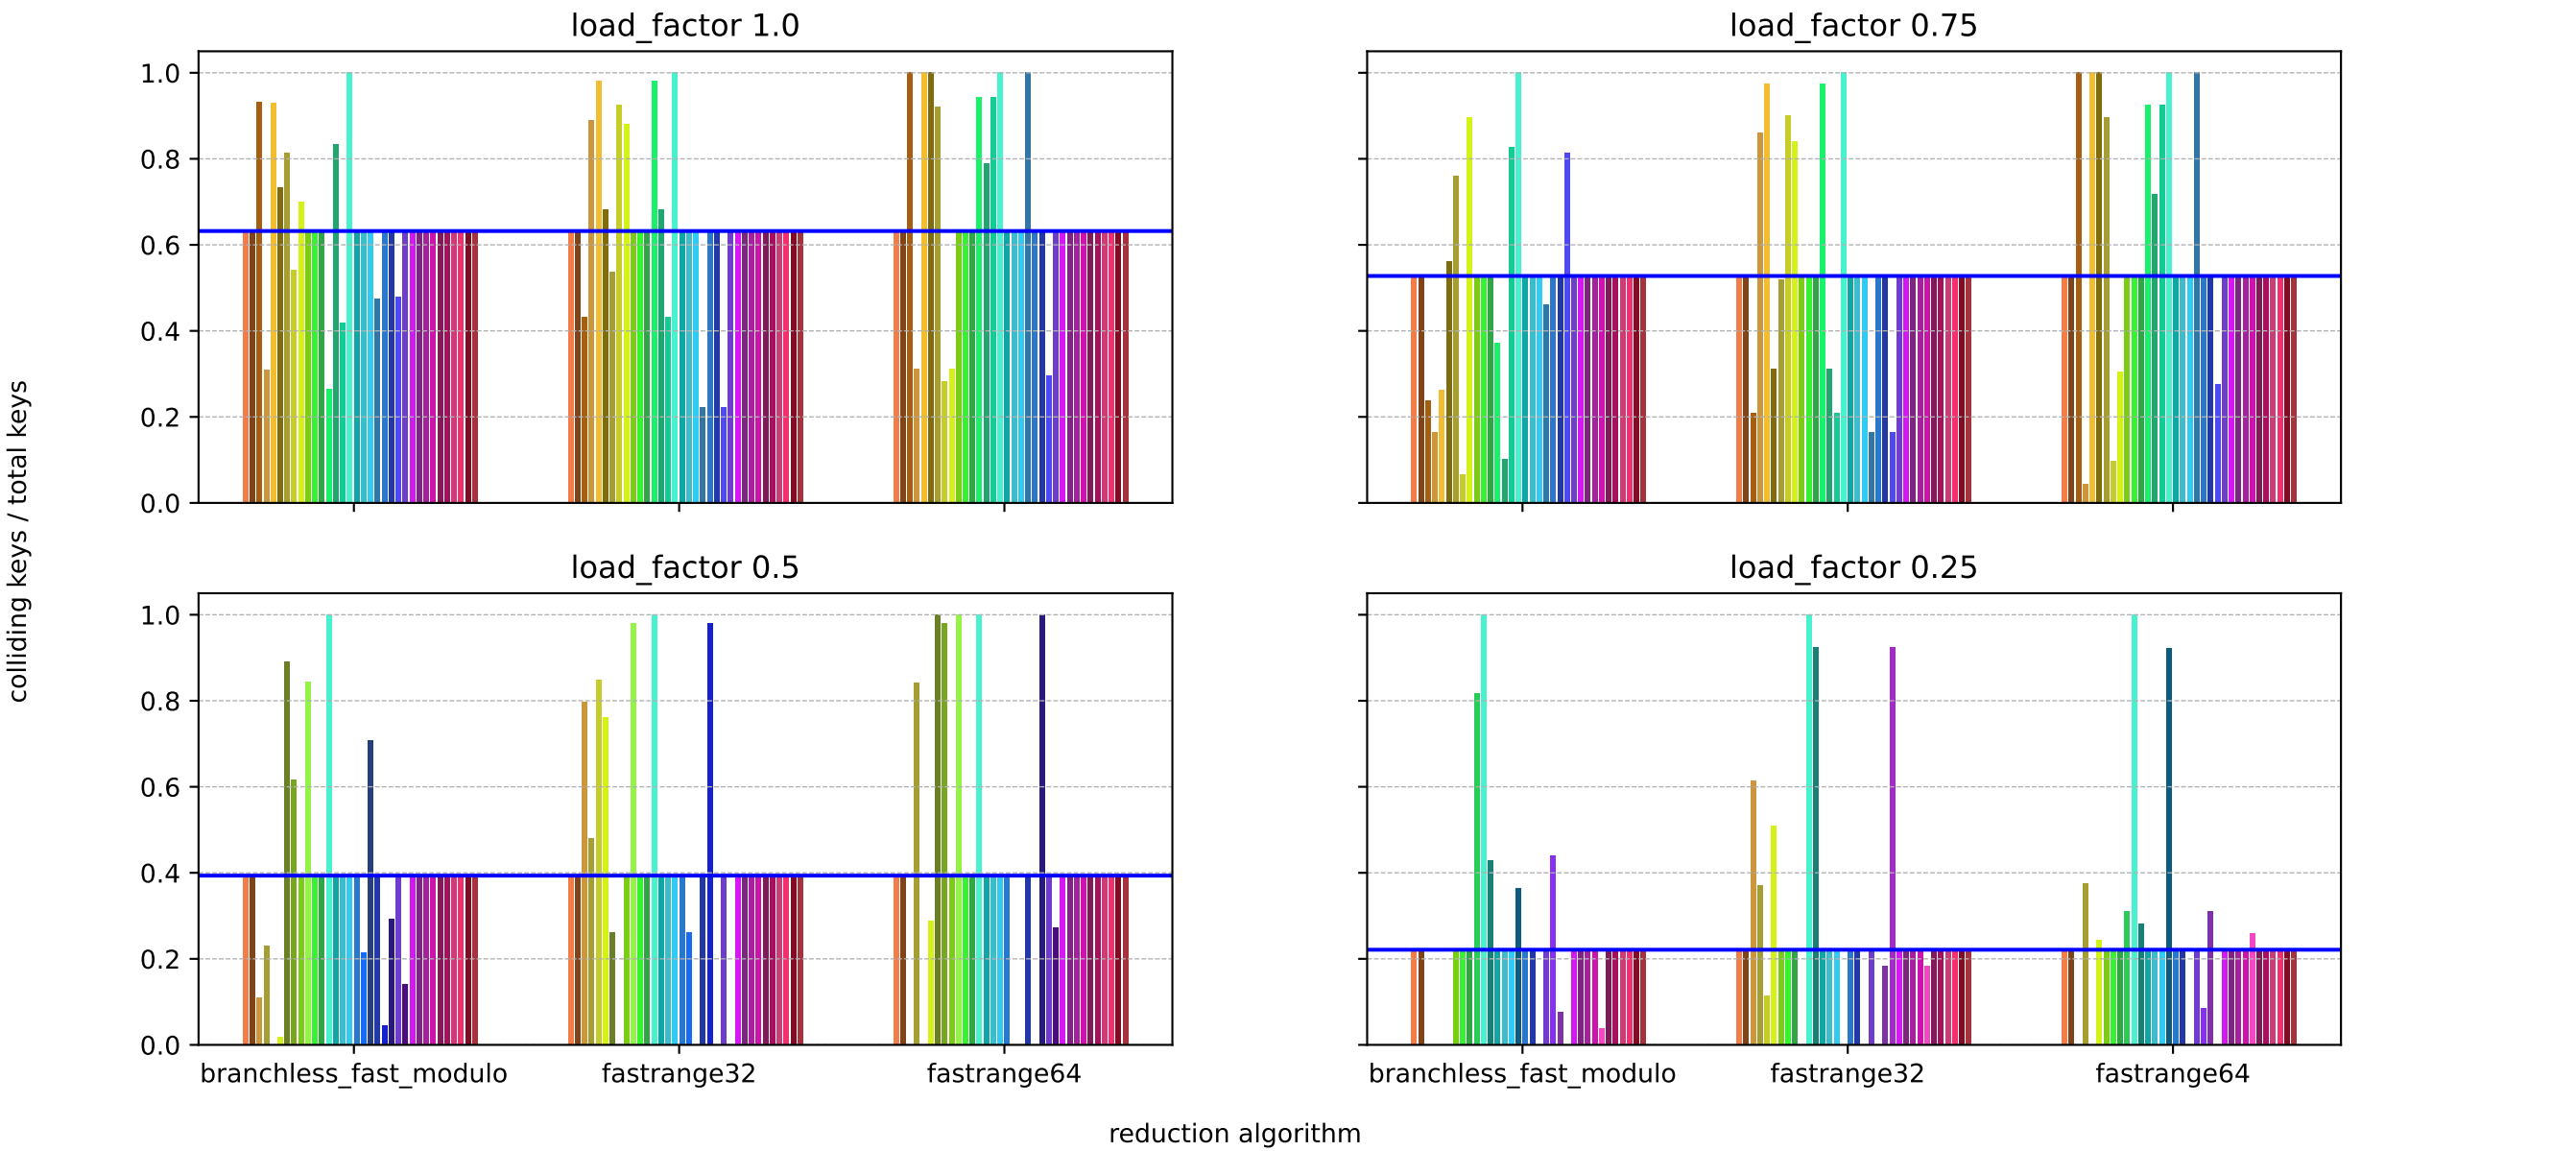 load_factor 1.0
load_factor 0.75
1.0
0.8
0.6
0.4
0.2
0.0
load_factor 0.5
load_factor 0.25
1.0
0.8
0.6
0.4
0.2
0.0
colliding keys / total keys
branchless_fast_modulo
fastrange32
fastrange64
branchless_fast_modulo
fastrange32
fastrange64
reduction algorithm